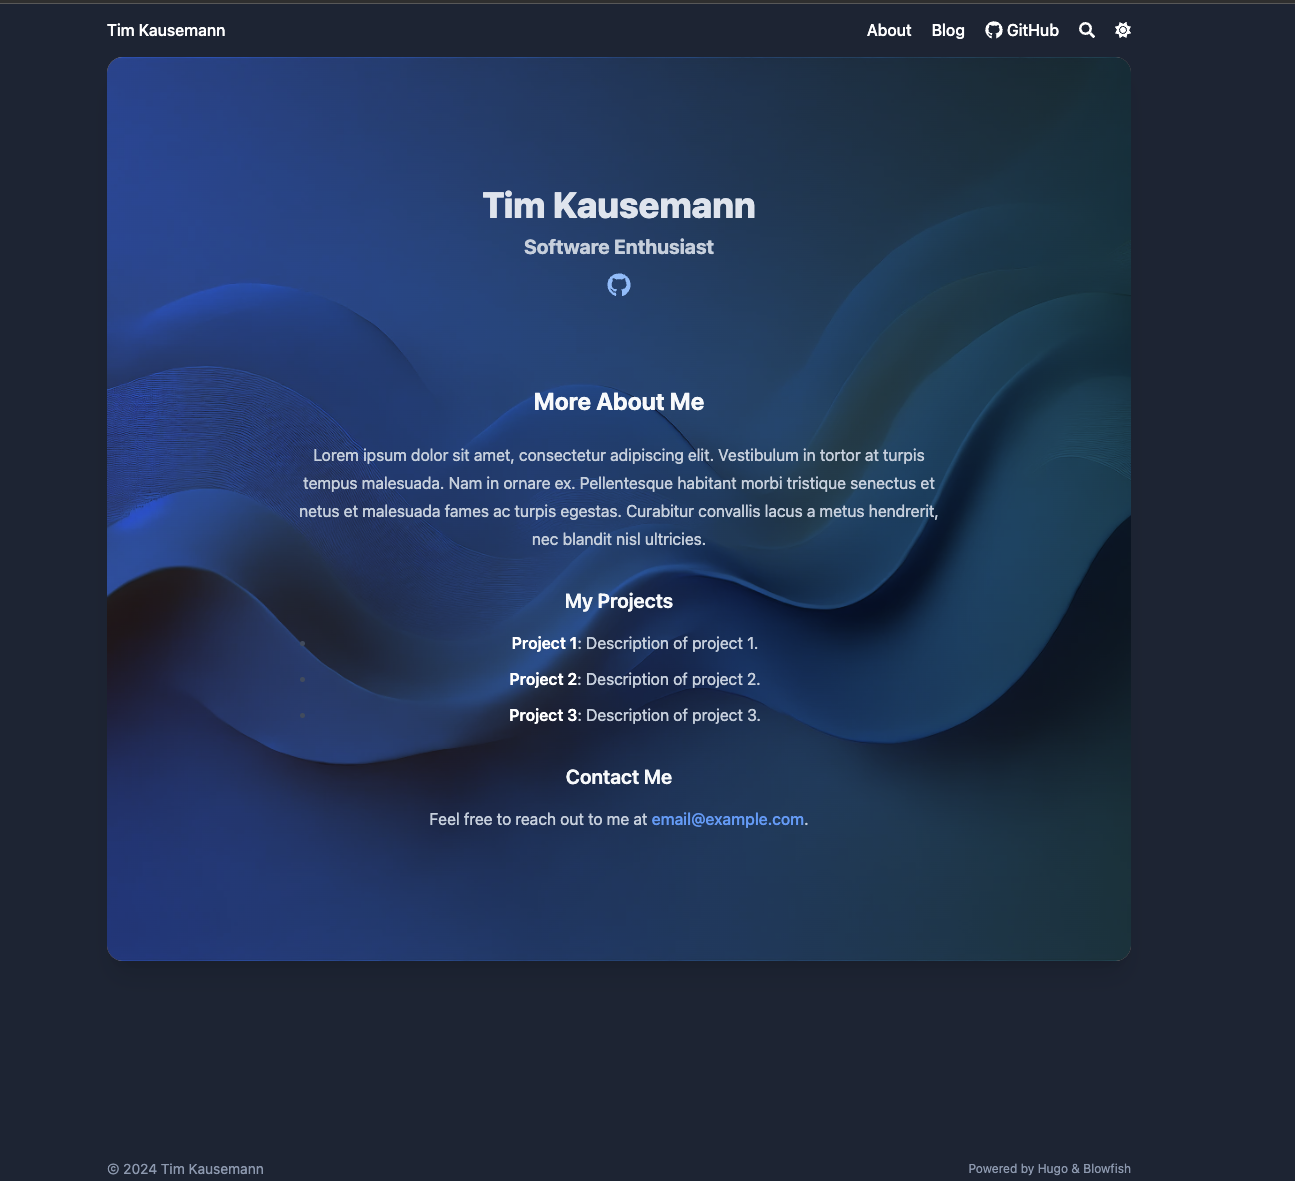 Tim Kausemann
About Blog GitHub
Tim Kausemann
Software Enthusiast
More About Me
Lorem ipsum dolor sit amet, consectetur adipiscing elit. Vestibulum in tortor at turpis
tempus malesuada. Nam in ornare ex. Pellentesque habitant morbi tristique senectus et
netus et malesuada fames ac turpis egestas. Curabitur convallis lacus a metus hendrerit,
nec blandit nisl ultricies.
My Projects
Project 1: Description of project 1.
Project 2: Description of project 2.
Project 3: Description of project 3.
Contact Me
Feel free to reach out to me at email@example.com.
© 2024 Tim Kausemann
Powered by Hugo & Blowfish